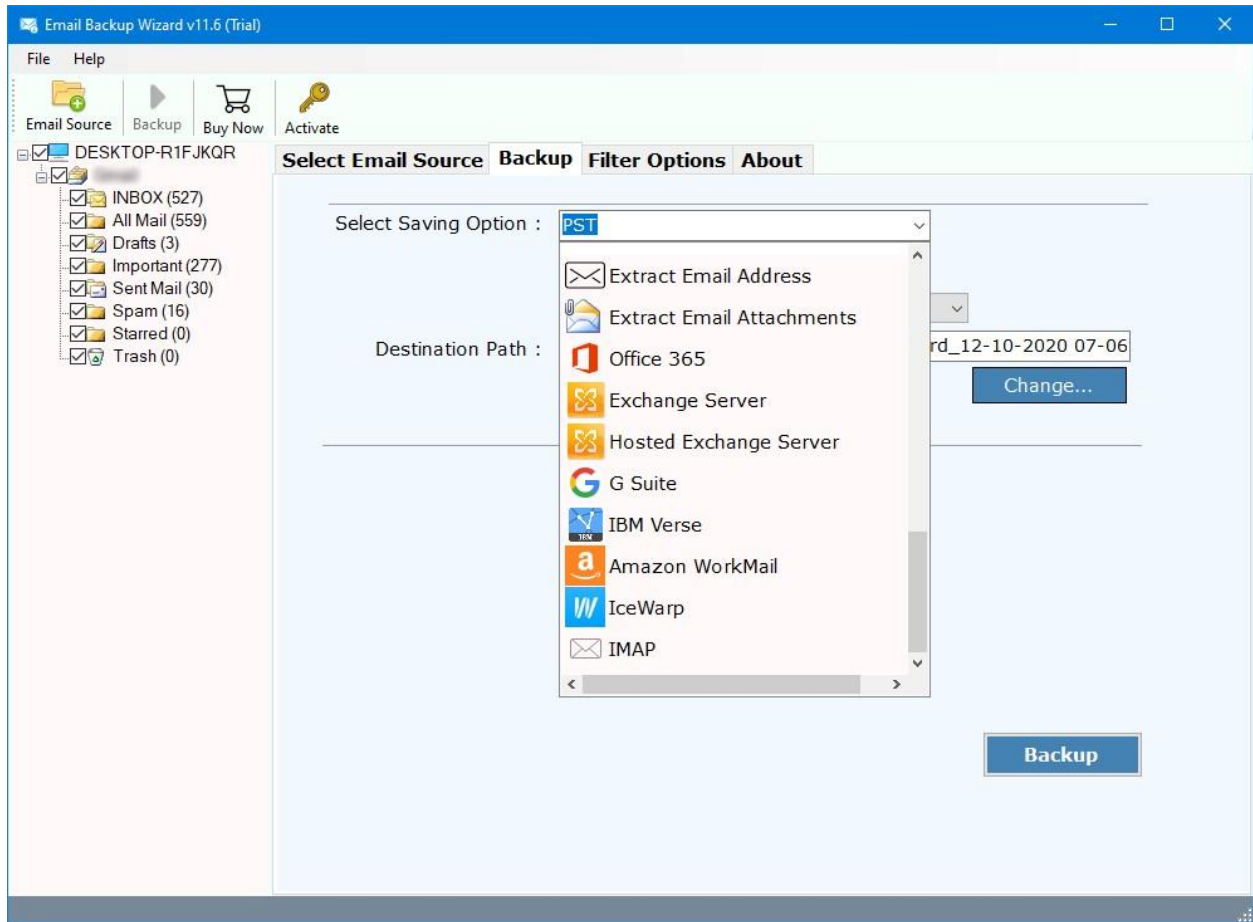 Email Backup Wizard v11.6 (Trial)
File Help
Email Source Backup Buy Now Activate
DESKTOP-R1FJKQR
INBOX (527)
All Mail (559)
Drafts (3)
Important (277)
Sent Mail (30)
Spam (16)
Starred (0)
Trash (0)
Select Email Source Backup Filter Options About
Select Saving Option : PST
Extract Email Address
Extract Email Attachments
Destination Path : rd_12-10-2020 07-06
Office 365
Change...
Exchange Server
Hosted Exchange Server
G Suite
IBM Verse
Amazon WorkMail
IceWarp
IMAP
Backup